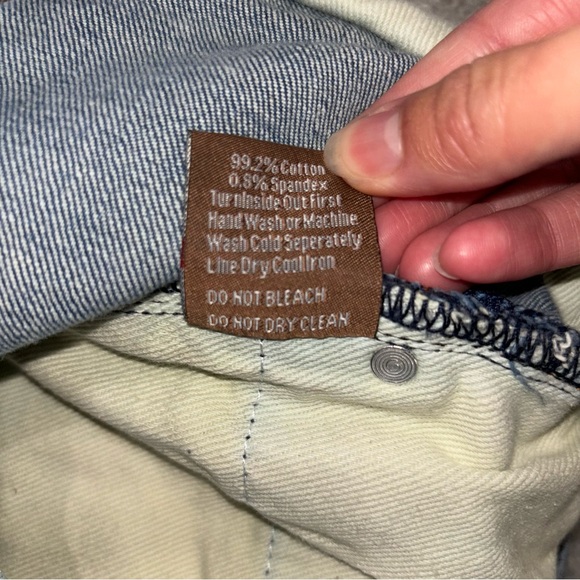 99.2% Cotton
0.8% Spandex
Turn Inside Out First
Hand Wash or Machine
Wash Cold Seperately
Line Dry Cool Iron
DO NOT BLEACH
DO NOT DRY CLEAN